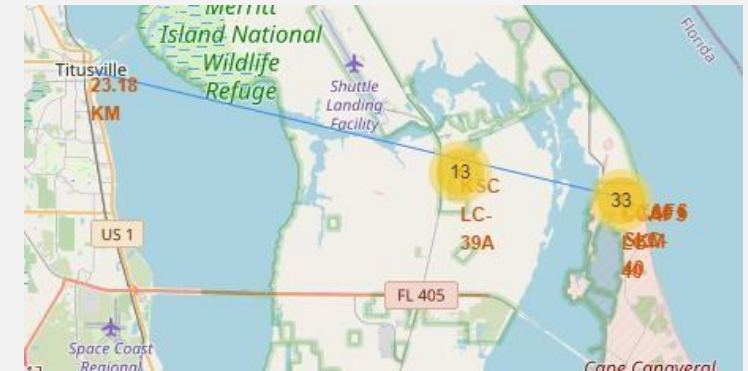 Merritt
Island National
Wildlife
Refuge
Florida
Titusville
23.18
KM
Shuttle
Landing
Facility
13
KSC
LC-
39A
33
40
US 1
FL 405
Space Coast
Regional
Cape Canaveral